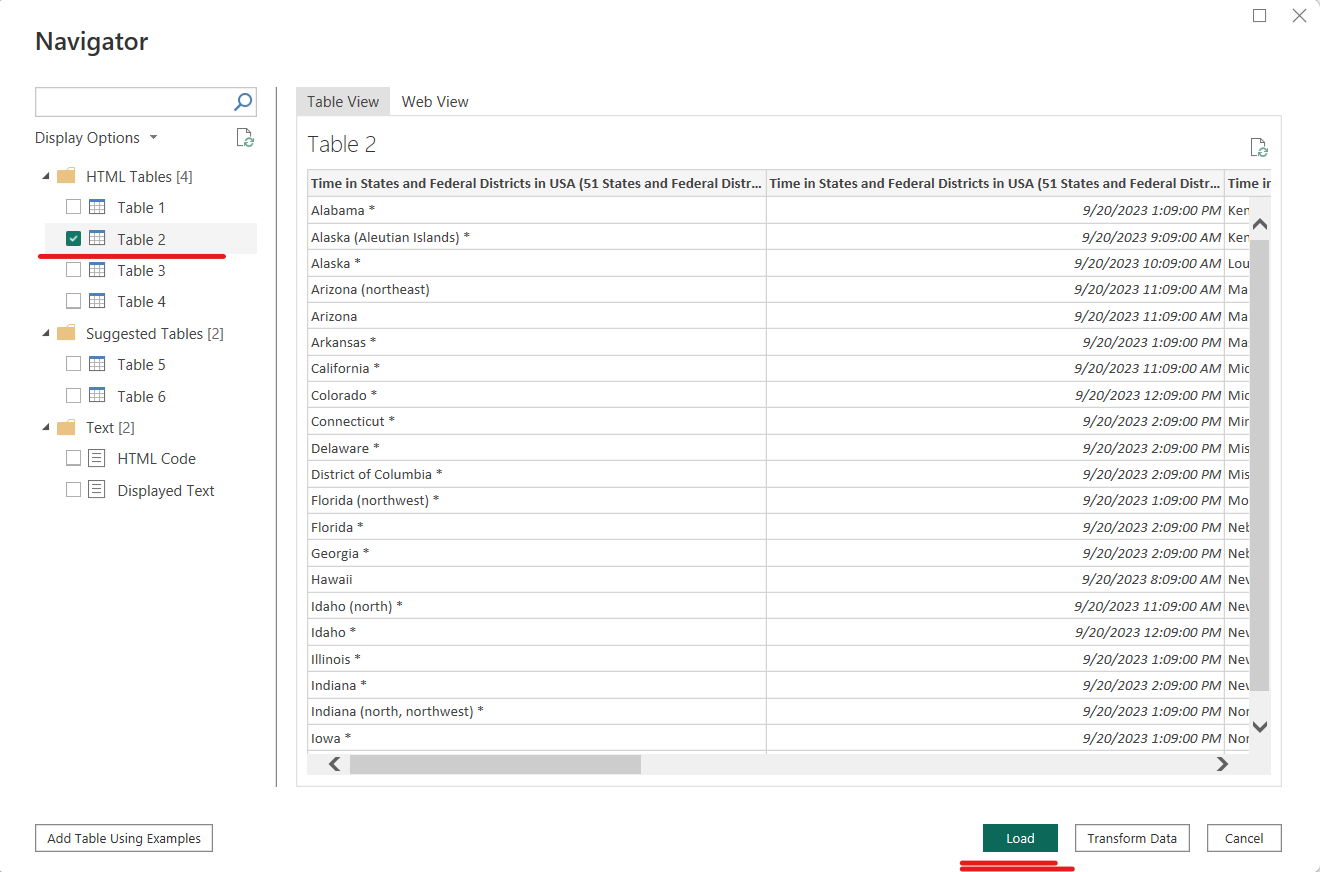 Navigator
Display Options
HTML Tables [4]
Table 1
Table 2
Table 3
Table 4
Suggested Tables [2]
Table 5
Table 6
Text [2]
HTML Code
Displayed Text
Table View Web View
Table 2
Time in States and Federal Districts in USA (51 States and Federal Distr... Time in States and Federal Districts in USA (51 States and Federal Distr... Time in
Alabama * 9/20/2023 1:09:00 PM Ken
Alaska (Aleutian Islands) * 9/20/2023 9:09:00 AM Ken
Alaska * 9/20/2023 10:09:00 AM Lou
Arizona (northeast) 9/20/2023 11:09:00 AM Ma
Arizona 9/20/2023 11:09:00 AM Ma
Arkansas * 9/20/2023 1:09:00 PM Ma
California * 9/20/2023 11:09:00 AM Mic
Colorado * 9/20/2023 12:09:00 PM Mic
Connecticut * 9/20/2023 2:09:00 PM Mir
Delaware * 9/20/2023 2:09:00 PM Mis
District of Columbia * 9/20/2023 2:09:00 PM Mis
Florida (northwest) * 9/20/2023 1:09:00 PM Mo
Florida * 9/20/2023 2:09:00 PM Neb
Georgia * 9/20/2023 2:09:00 PM Neb
Hawaii 9/20/2023 8:09:00 AM Nev
Idaho (north) * 9/20/2023 11:09:00 AM Nev
Idaho * 9/20/2023 12:09:00 PM Nev
Illinois * 9/20/2023 1:09:00 PM Nev
Indiana * 9/20/2023 2:09:00 PM Nev
Indiana (north, northwest) * 9/20/2023 1:09:00 PM Nor
Iowa * 9/20/2023 1:09:00 PM Nor
Add Table Using Examples
Load
Transform Data
Cancel